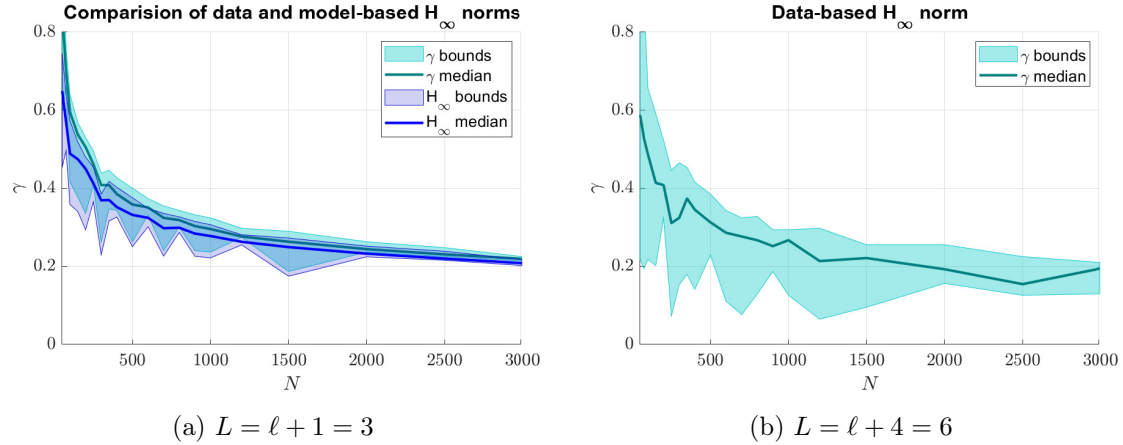 Comparision of data and model-based H∞ norms
γ bounds
γ median
H∞ bounds
H∞ median
γ
0.8
0.6
0.4
0.2
0
500 1000 1500 2000 2500 3000
N
(a) L = ℓ + 1 = 3
Data-based H∞ norm
γ bounds
γ median
γ
0.8
0.6
0.4
0.2
0
500 1000 1500 2000 2500 3000
N
(b) L = ℓ + 4 = 6